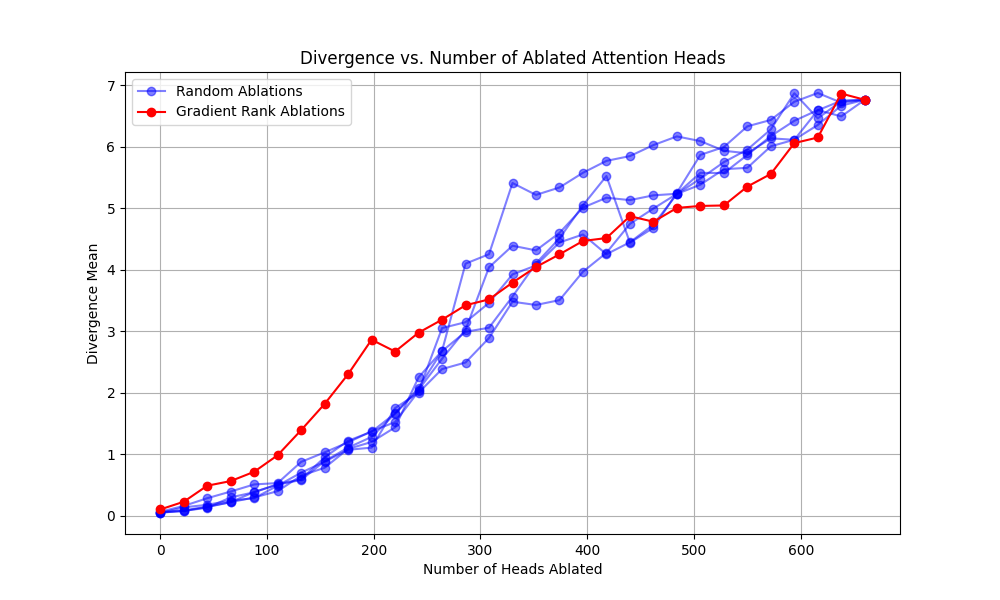 Divergence vs. Number of Ablated Attention Heads
Random Ablations
Gradient Rank Ablations
Divergence Mean
7
6
5
4
3
2
1
0
0 100 200 300 400 500 600
Number of Heads Ablated